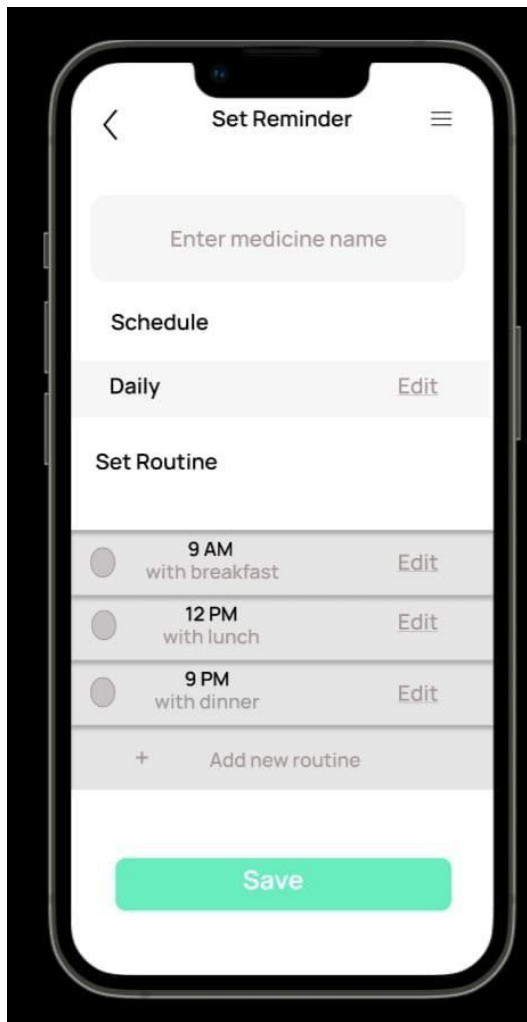 Set Reminder
Enter medicine name
Schedule
Daily Edit
Set Routine
9 AM
with breakfast Edit
12 PM
with lunch Edit
9 PM
with dinner Edit
+ Add new routine
Save